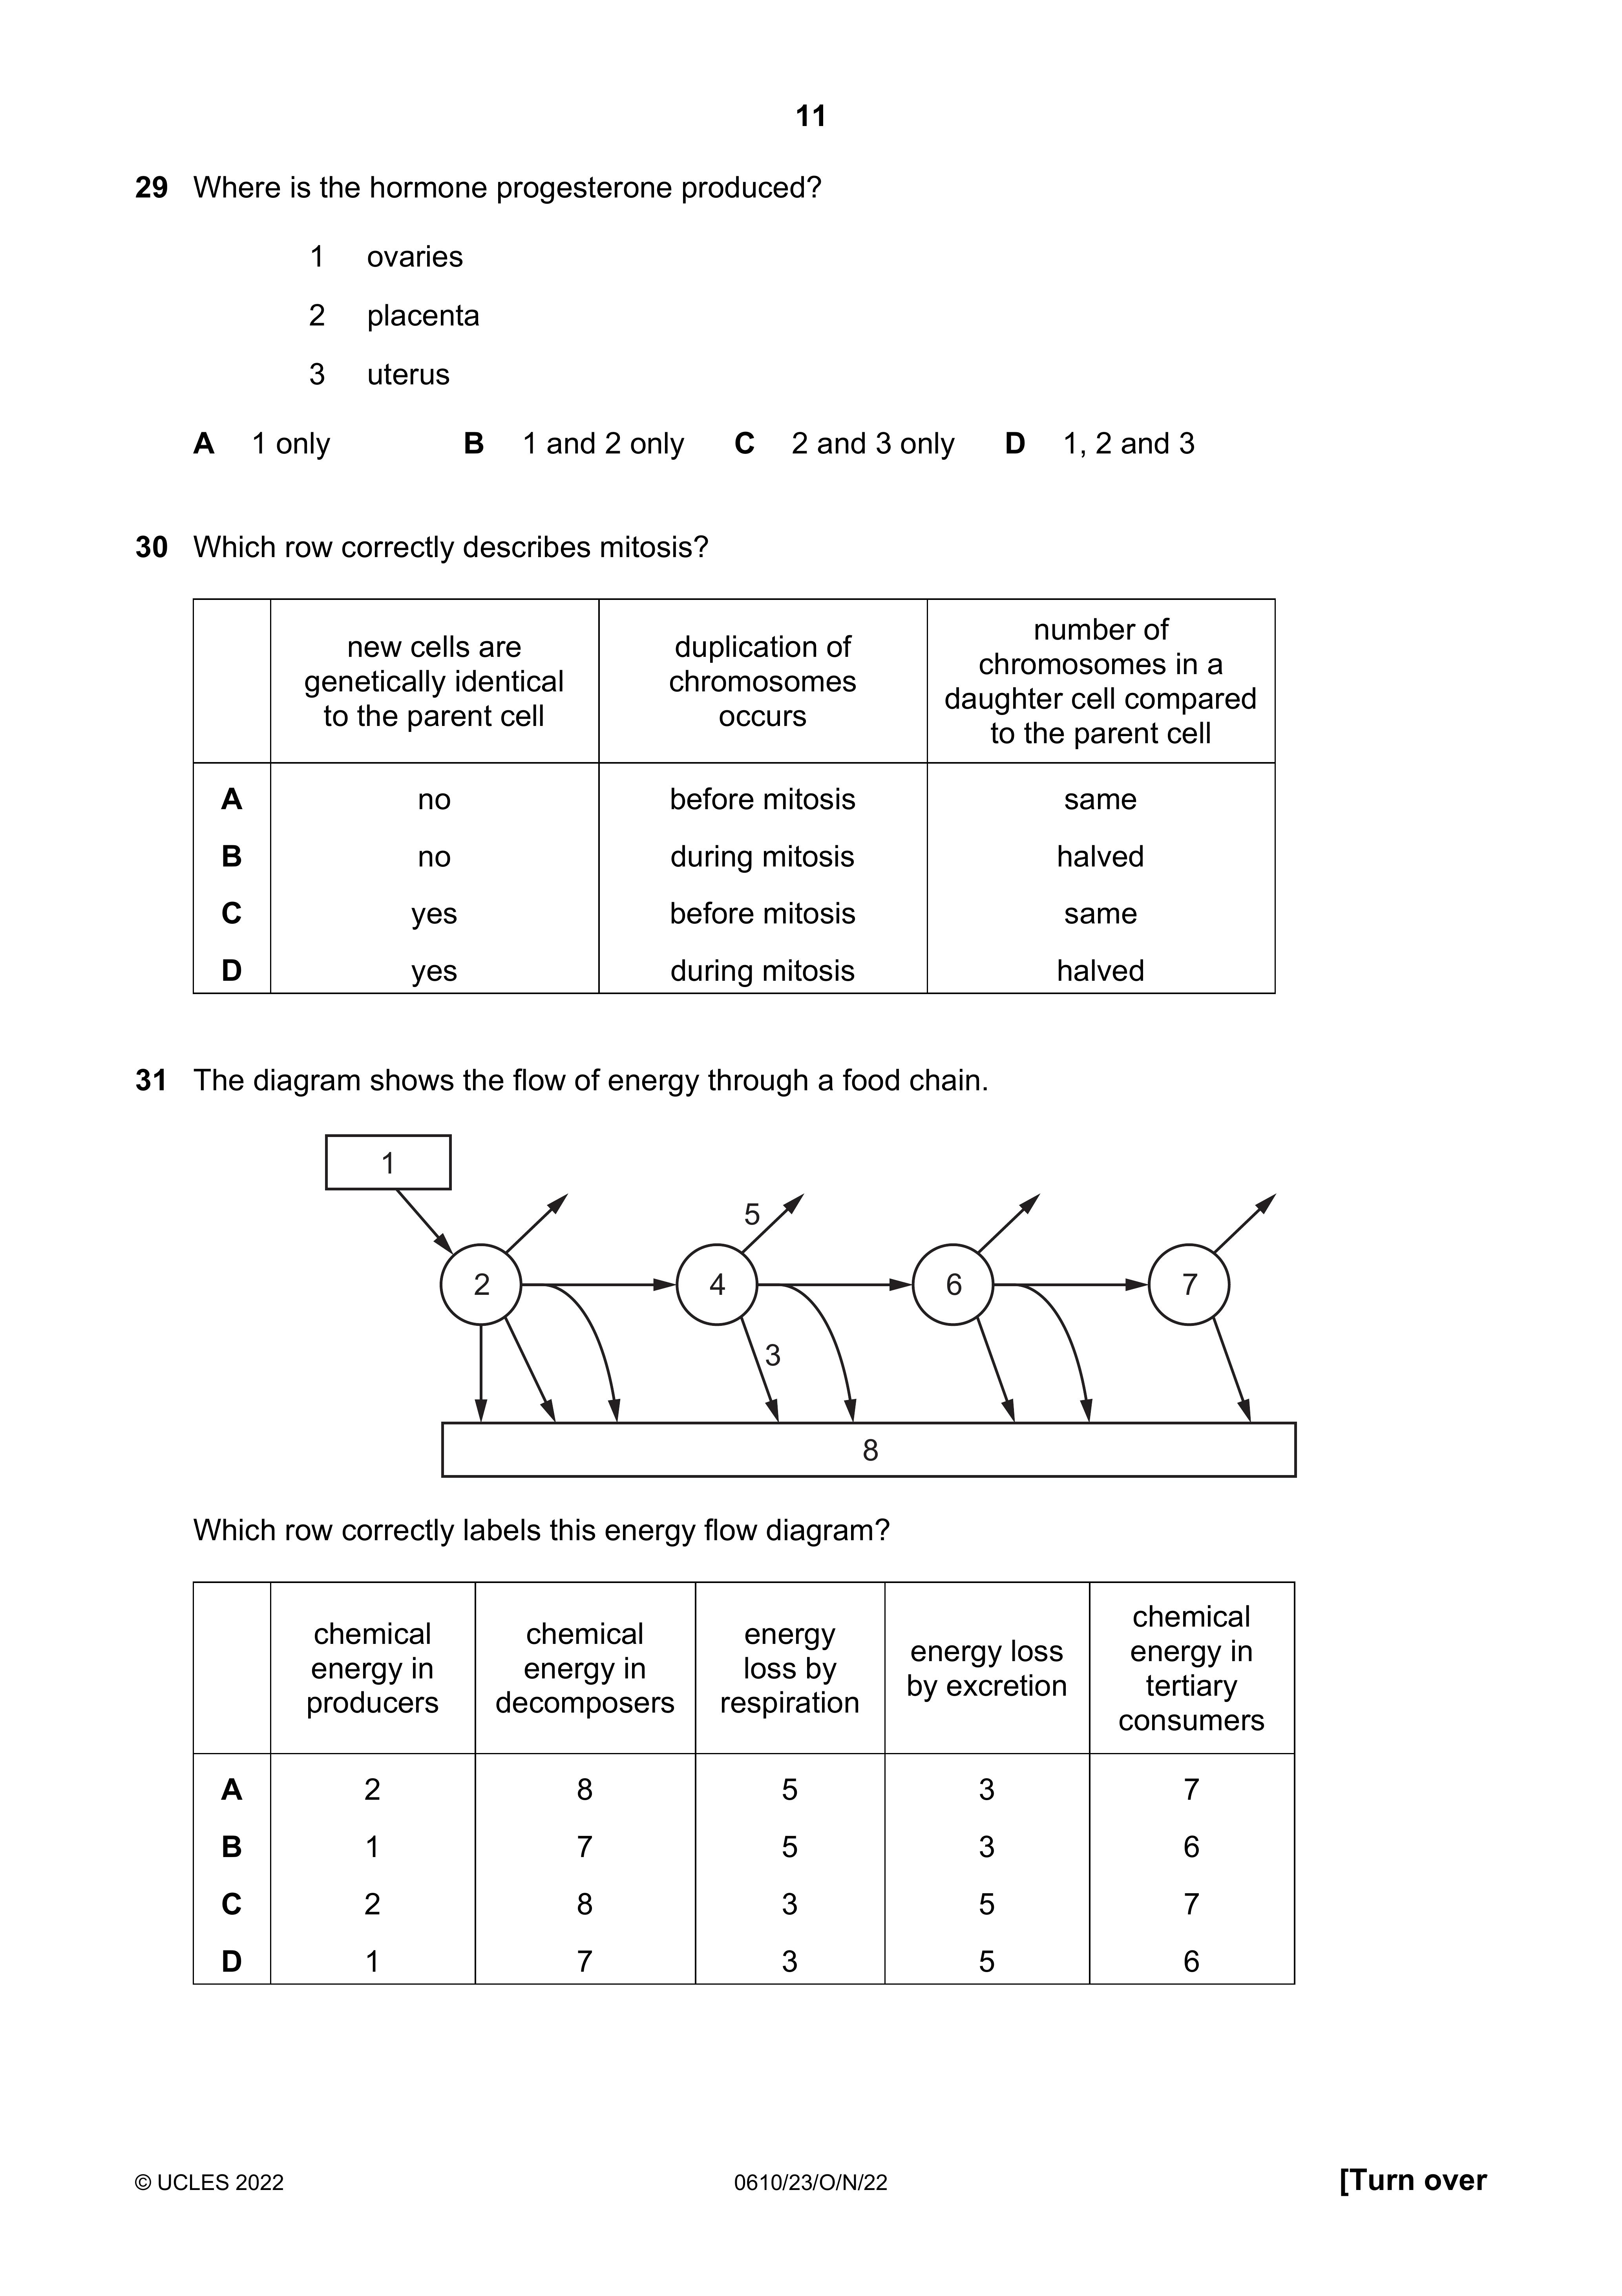 11
29 Where is the hormone progesterone produced?
1 ovaries
2 placenta
3 uterus
A 1 only B 1 and 2 only C 2 and 3 only D 1, 2 and 3
30 Which row correctly describes mitosis?
new cells are
genetically identical
to the parent cell
duplication of
chromosomes
occurs
number of
chromosomes in a
daughter cell compared
to the parent cell
A no before mitosis same
B no during mitosis halved
C yes before mitosis same
D yes during mitosis halved
31 The diagram shows the flow of energy through a food chain.
1
5
2 4 6 7
3
8
Which row correctly labels this energy flow diagram?
chemical
energy in
producers
chemical
energy in
decomposers
energy
loss by
respiration
energy loss
by excretion
chemical
energy in
tertiary
consumers
A 2 8 5 3 7
B 1 7 5 3 6
C 2 8 3 5 7
D 1 7 3 5 6
© UCLES 2022 0610/23/O/N/22 [Turn over